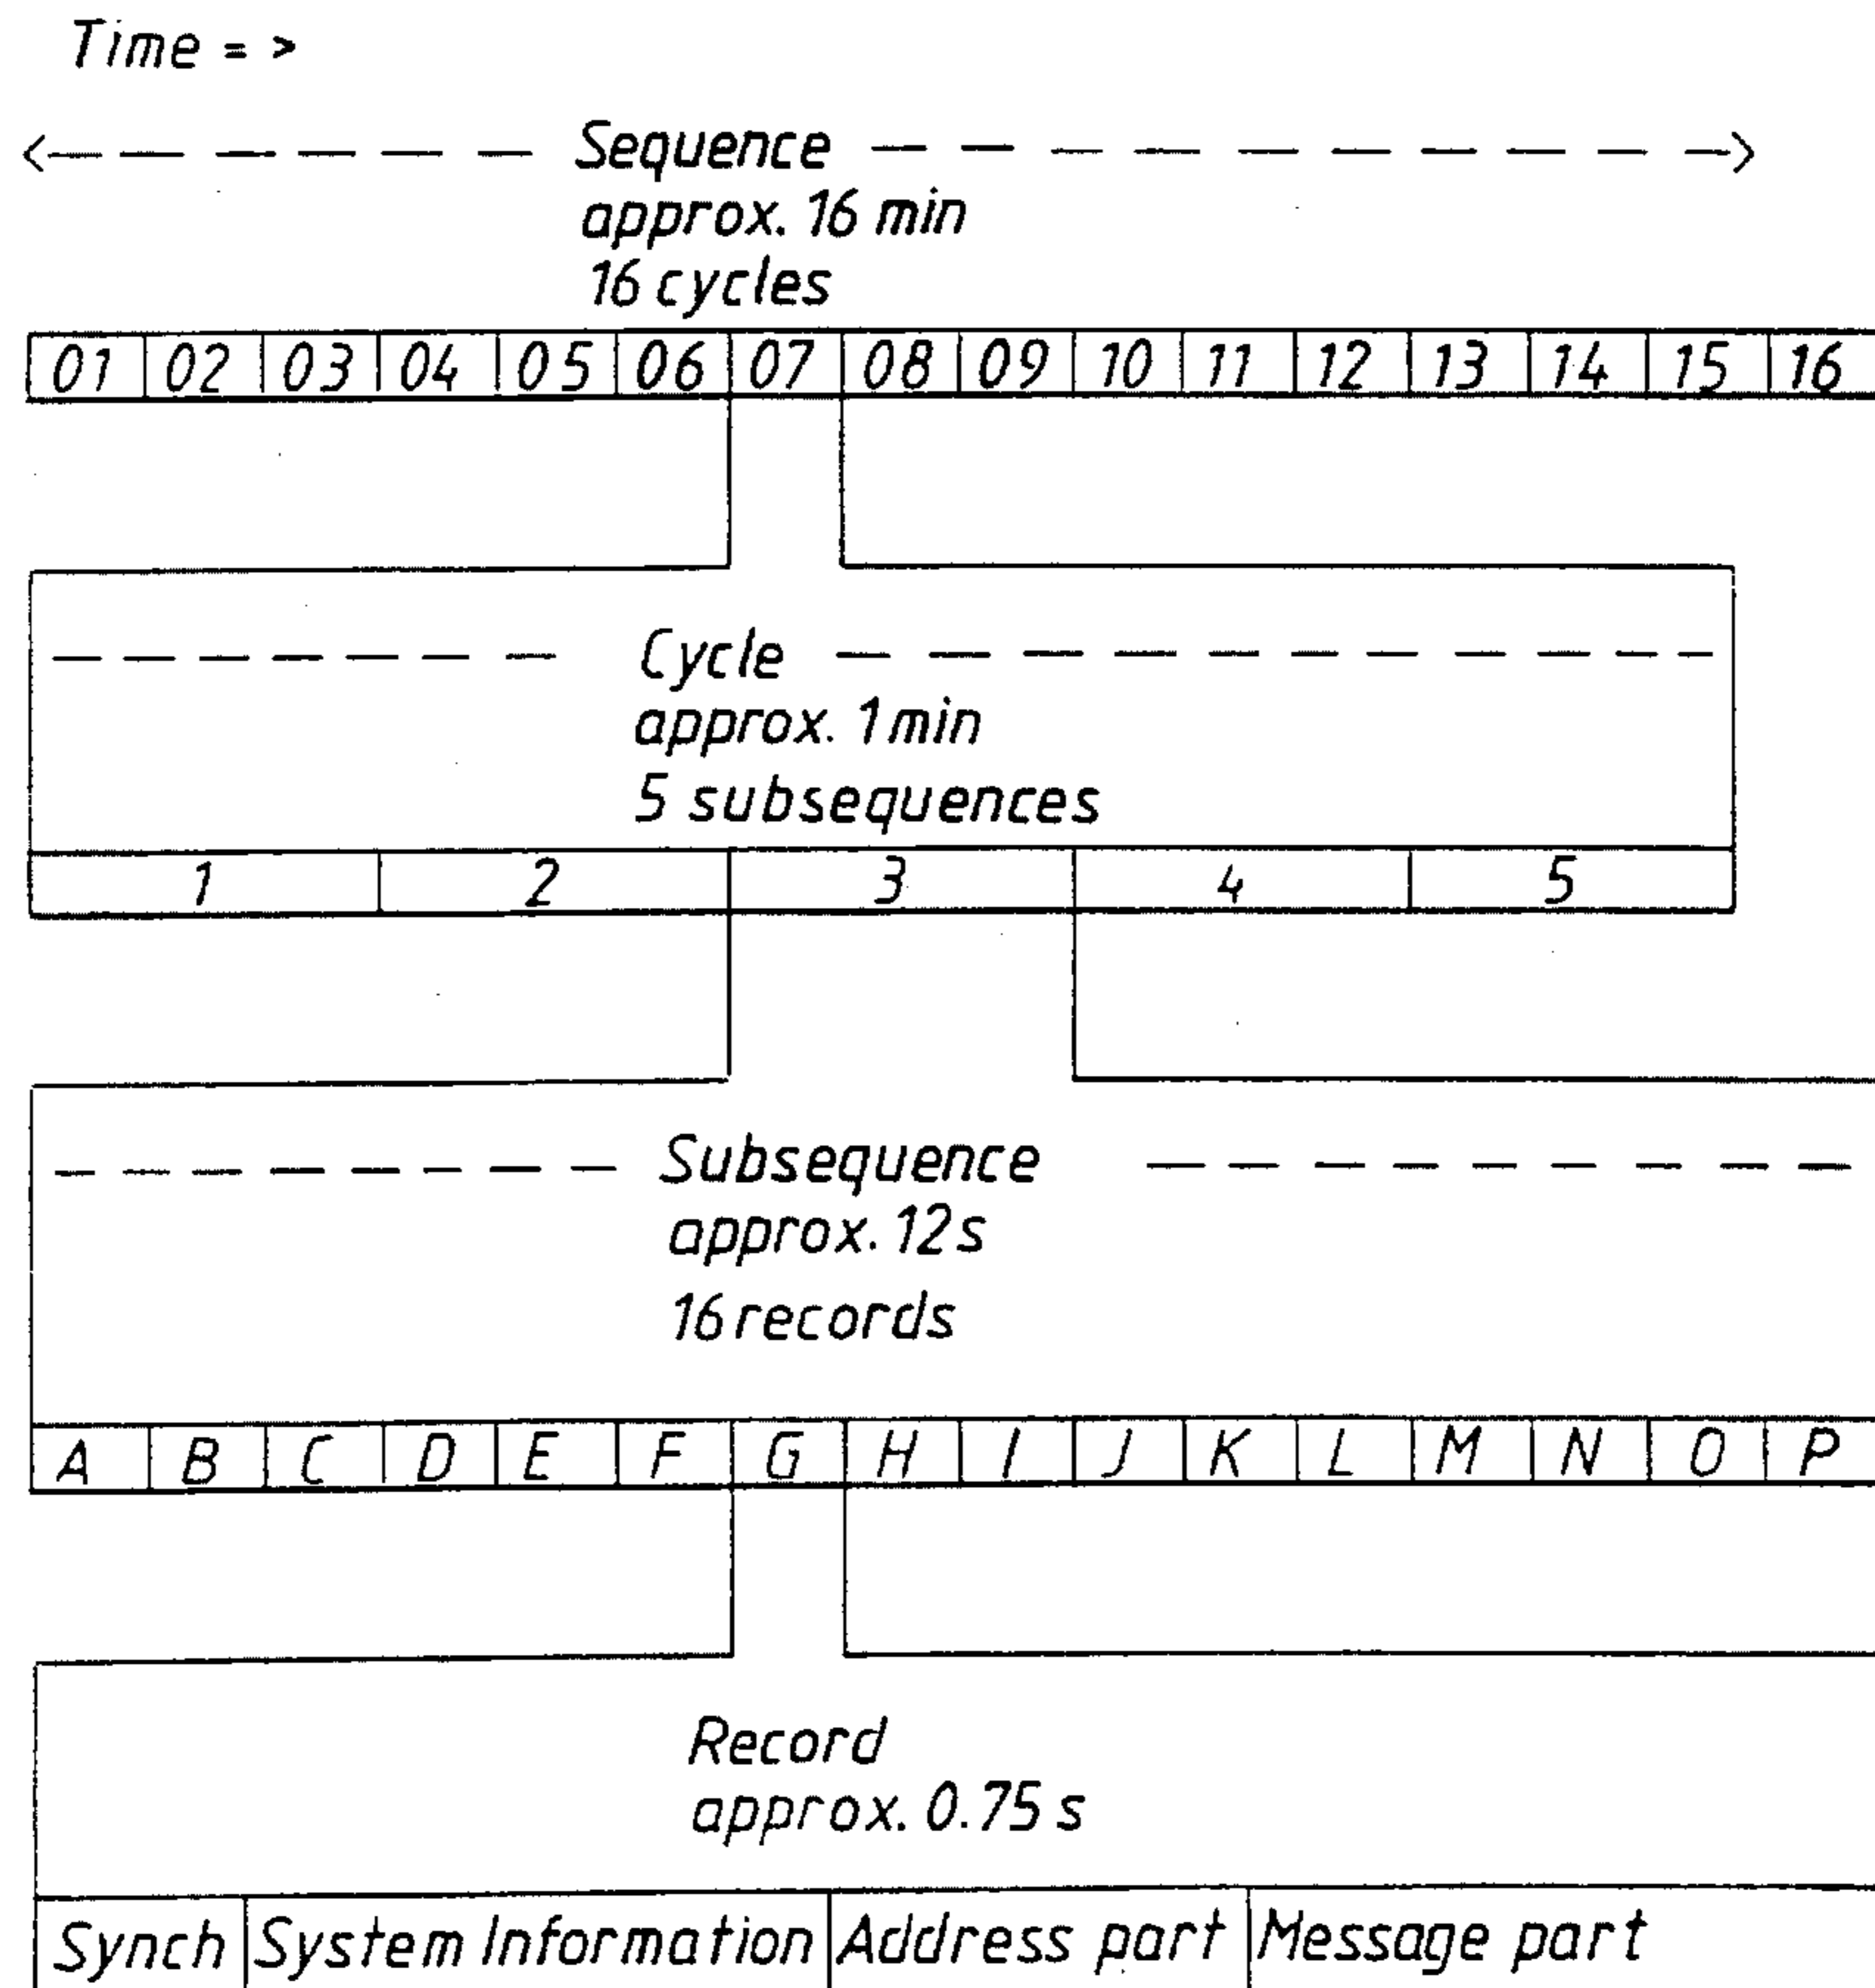 Time = >
Sequence
approx. 16 min
16 cycles
01 02 03 04 05 06 07 08 09 10 11 12 13 14 15 16
Cycle
approx. 1 min
5 subsequences
1 2 3 4 5
Subsequence
approx. 12 s
16 records
A B C D E F G H I J K L M N O P
Record
approx. 0.75 s
Synch System Information Address part Message part